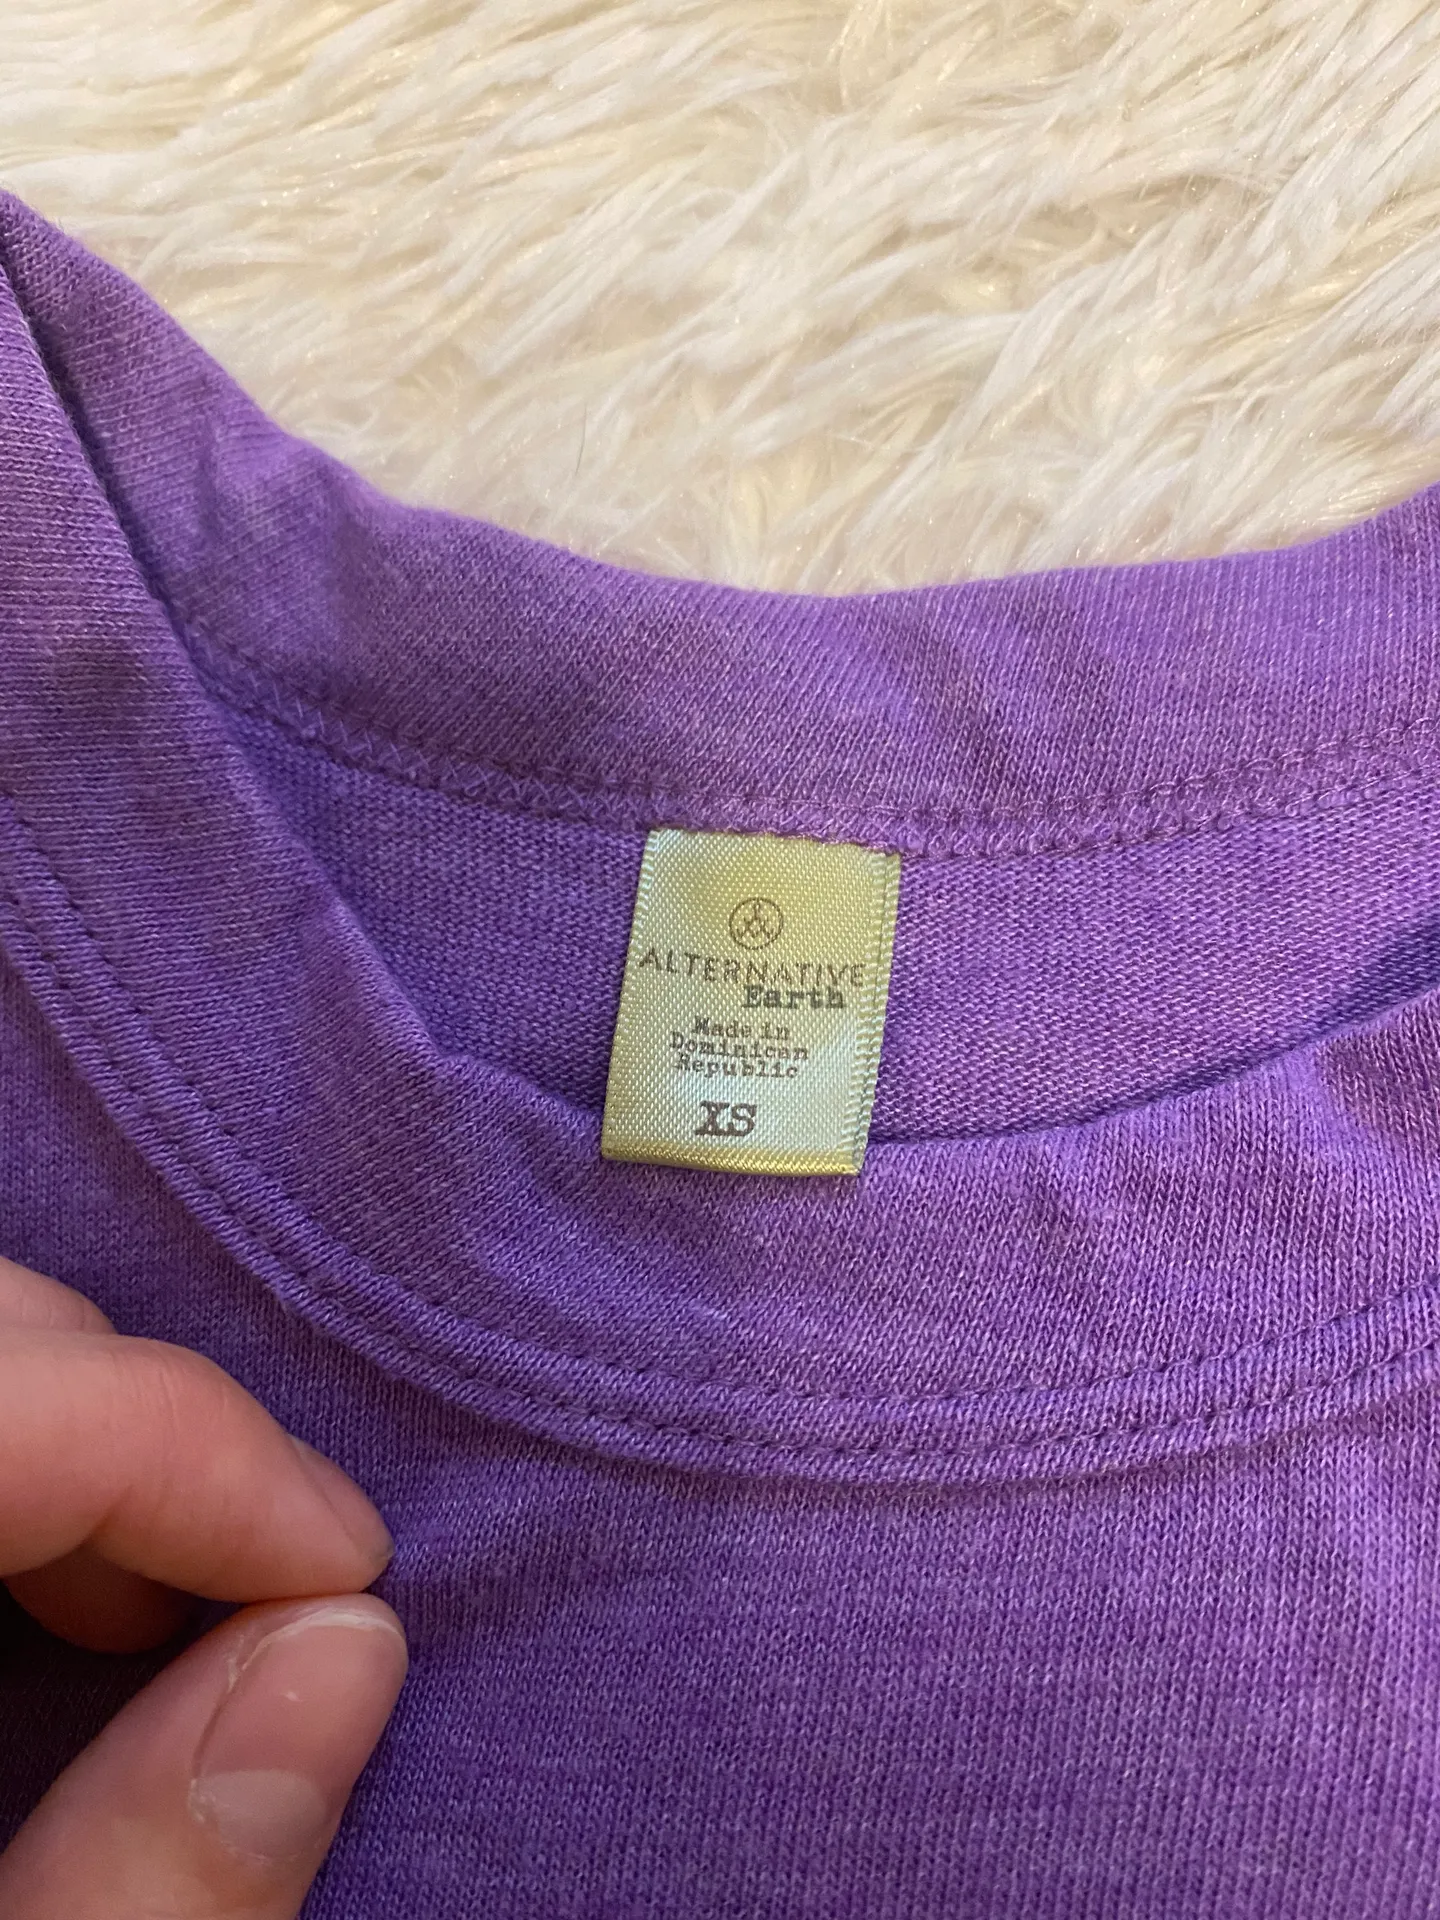 ALTERNATIVE
Earth
Made in
Dominican
Republic
XS